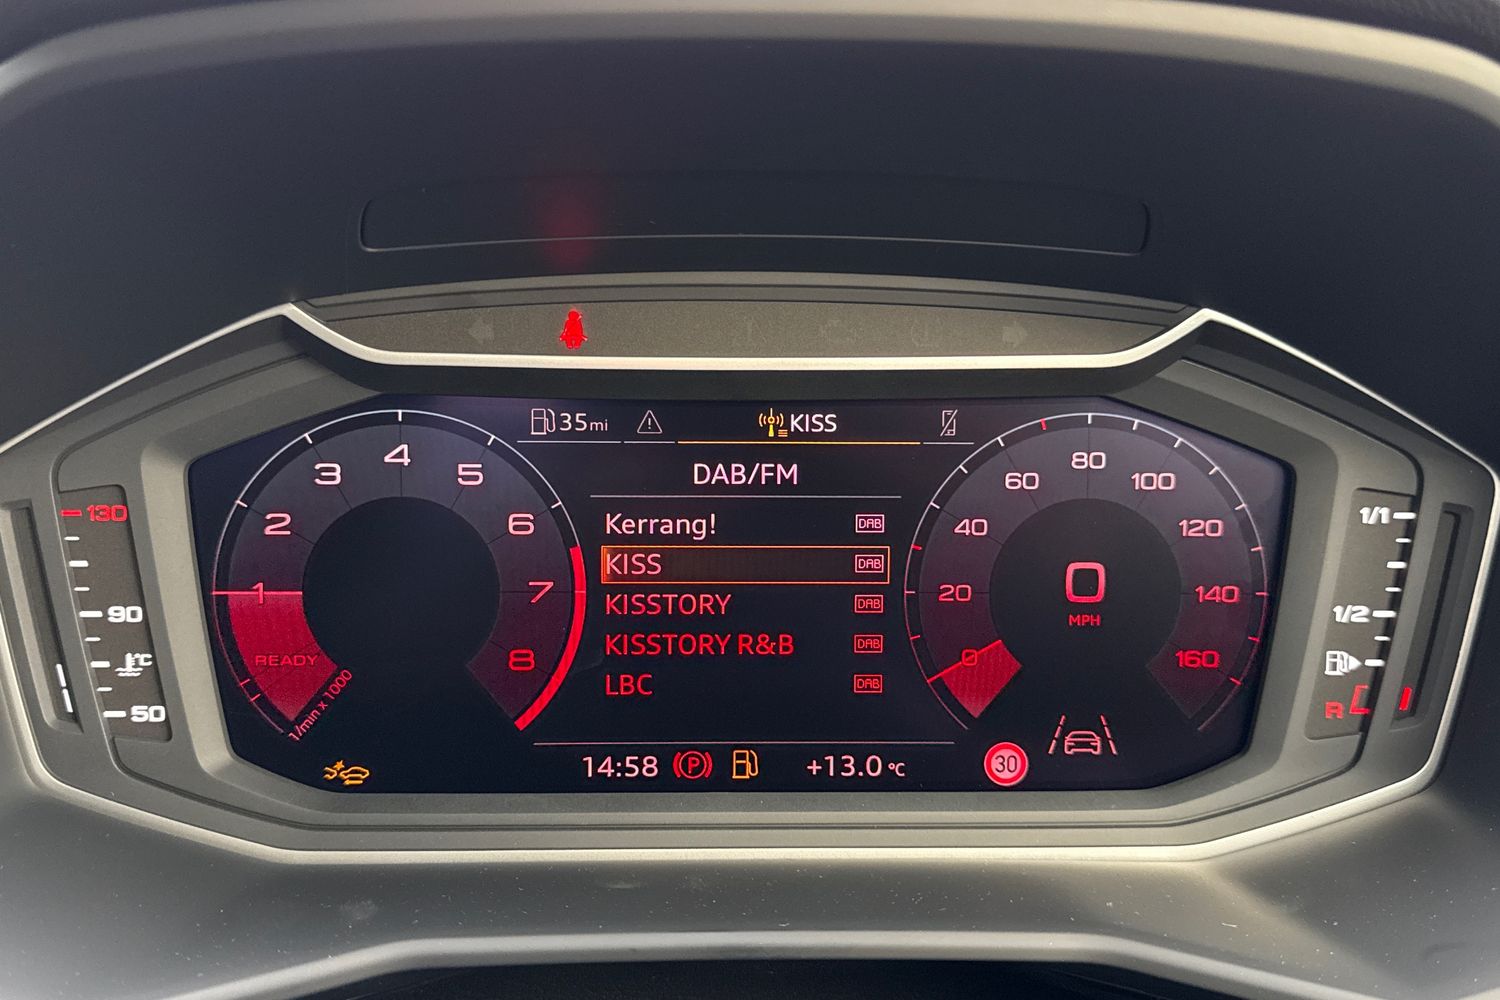 35 mi
KISS
DAB/FM
Kerrang! DAB
KISS DAB
KISSTORY DAB
KISSTORY R&B DAB
LBC DAB
14:58 P +13.0 °C
1 2 3 4 5 6 7 8
READY
1/min x 1000
0 20 40 60 80 100 120 140 160
0
MPH
30
130
90
°C
50
1/1
1/2
R